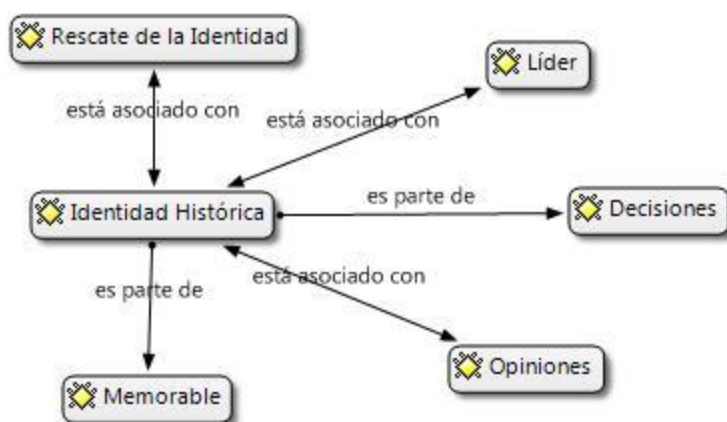 Rescate de la Identidad
Líder
está asociado con
está asociado con
Identidad Histórica
es parte de
Decisiones
está asociado con
es parte de
Opiniones
Memorable